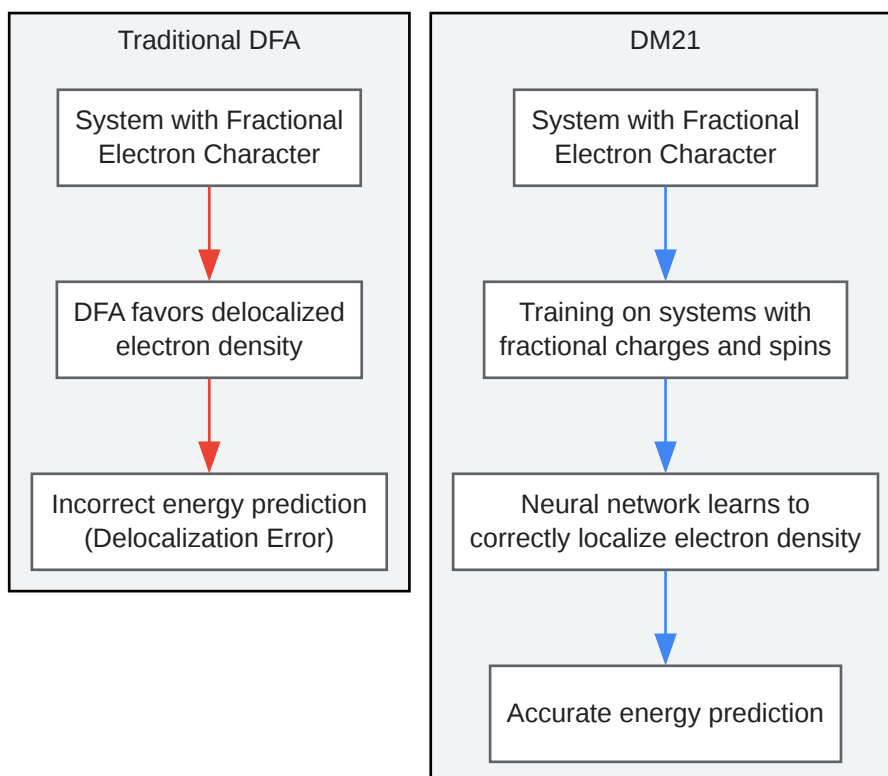 Traditional DFA
System with Fractional
Electron Character
DFA favors delocalized
electron density
Incorrect energy prediction
(Delocalization Error)
DM21
System with Fractional
Electron Character
Training on systems with
fractional charges and spins
Neural network learns to
correctly localize electron density
Accurate energy prediction